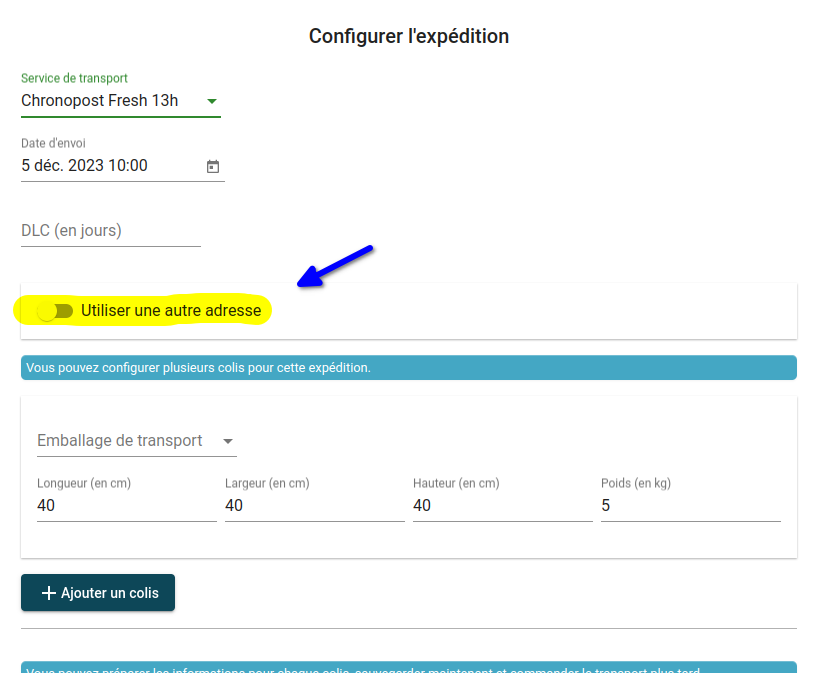 Configurer l'expédition
Service de transport
Chronopost Fresh 13h
Date d'envoi
5 déc. 2023 10:00
DLC (en jours)
Utiliser une autre adresse
Vous pouvez configurer plusieurs colis pour cette expédition.
Emballage de transport
Longueur (en cm) Largeur (en cm) Hauteur (en cm) Poids (en kg)
40 40 40 5
+ Ajouter un colis
Vous pouvez préparer les informations pour chaque colis, sauvegarder maintenant et commander le transport plus tard.